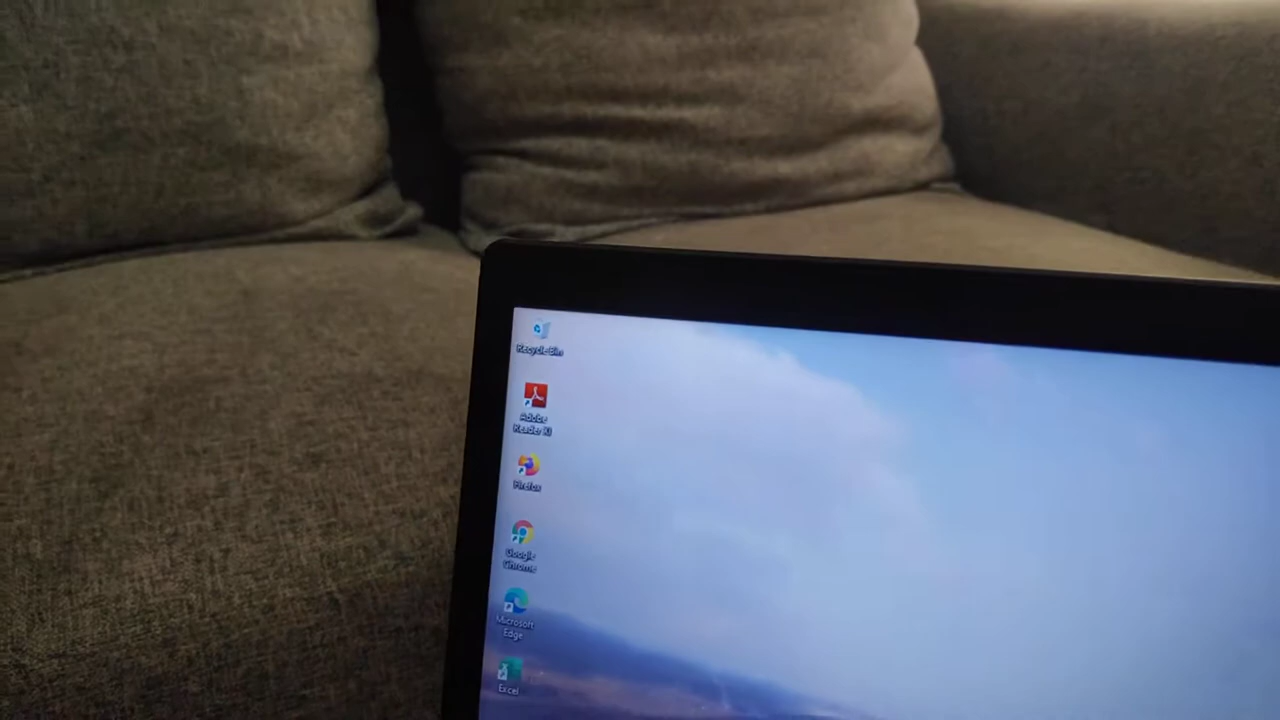 Recycle Bin
Adobe
Reader XI
Firefox
Google
Chrome
Microsoft
Edge
Excel